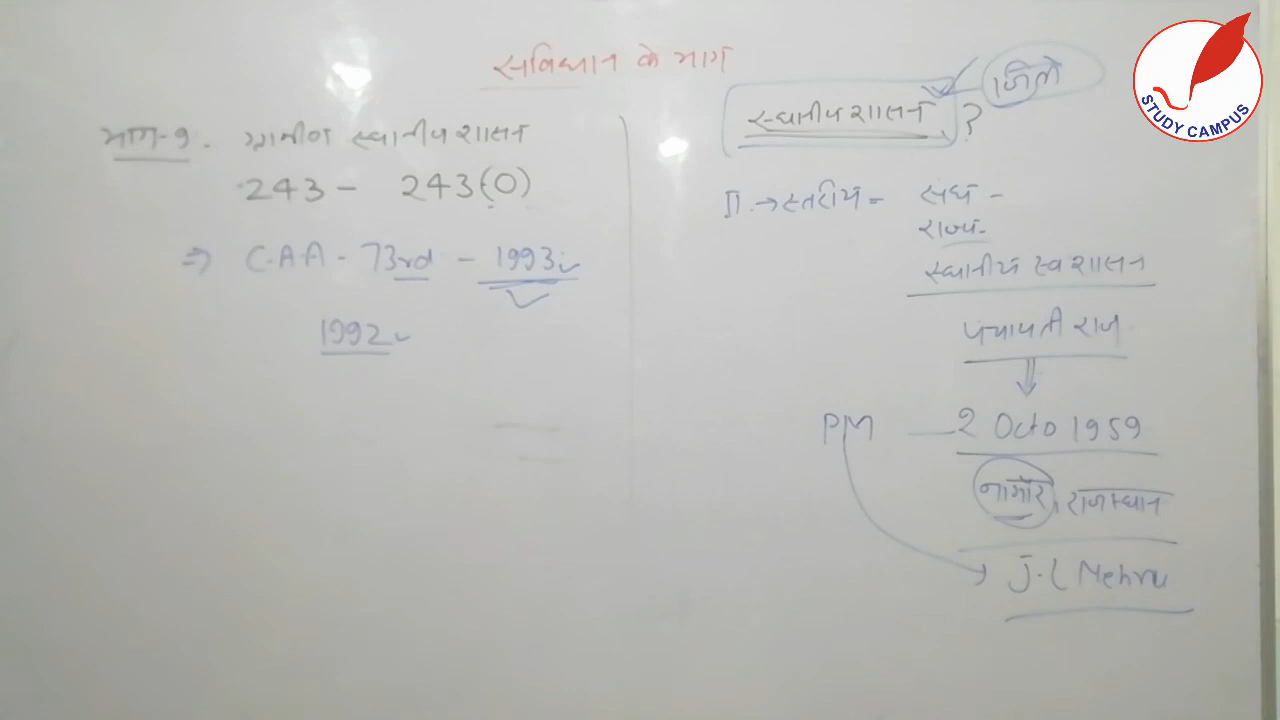 संविधान के भाग
भाग-9. ग्रामीण स्थानीय शासन
243 - 243(O)
⇒ C.A.A - 73rd - 1993
1992
स्थानीय शासन ?
जिले
II. → स्तरीय = संघ -
राज्य -
स्थानीय स्व शासन
पंचायती राज
PM — 2 Octo 1959
नागौर, राजस्थान
J.L Nehru
STUDY CAMPUS